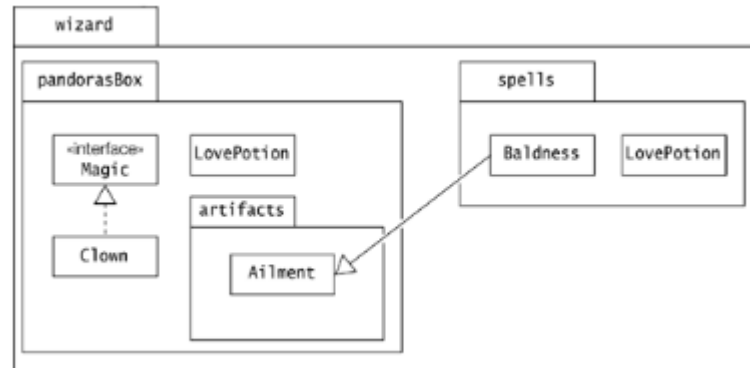 wizard
pandorasBox
spells
«interface»
Magic
LovePotion
Baldness
LovePotion
artifacts
Clown
Ailment